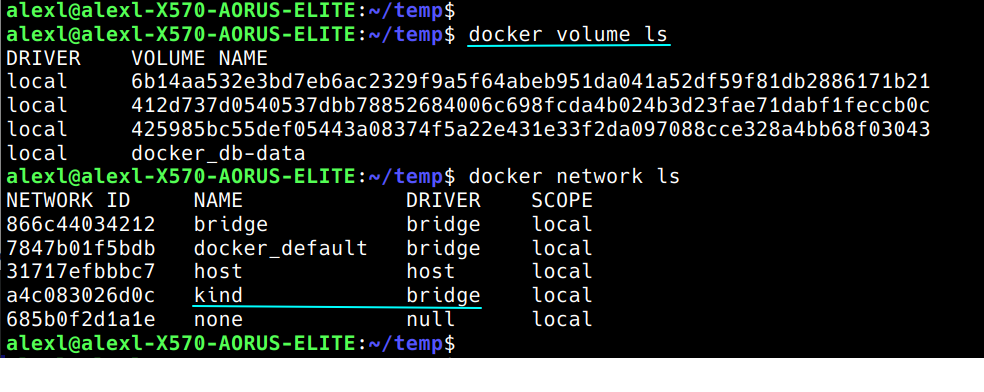 alexl@alexl-X570-AORUS-ELITE:~/temp$
alexl@alexl-X570-AORUS-ELITE:~/temp$ docker volume ls
DRIVER    VOLUME NAME
local     6b14aa532e3bd7eb6ac2329f9a5f64abeb951da041a52df59f81db2886171b21
local     412d737d0540537dbb78852684006c698fcda4b024b3d23fae71dabf1feccb0c
local     425985bc55def05443a08374f5a22e431e33f2da097088cce328a4bb68f03043
local     docker_db-data
alexl@alexl-X570-AORUS-ELITE:~/temp$ docker network ls
NETWORK ID     NAME             DRIVER    SCOPE
866c44034212   bridge           bridge    local
7847b01f5bdb   docker_default   bridge    local
31717efbbbc7   host             host      local
a4c083026d0c   kind             bridge    local
685b0f2d1a1e   none             null      local
alexl@alexl-X570-AORUS-ELITE:~/temp$